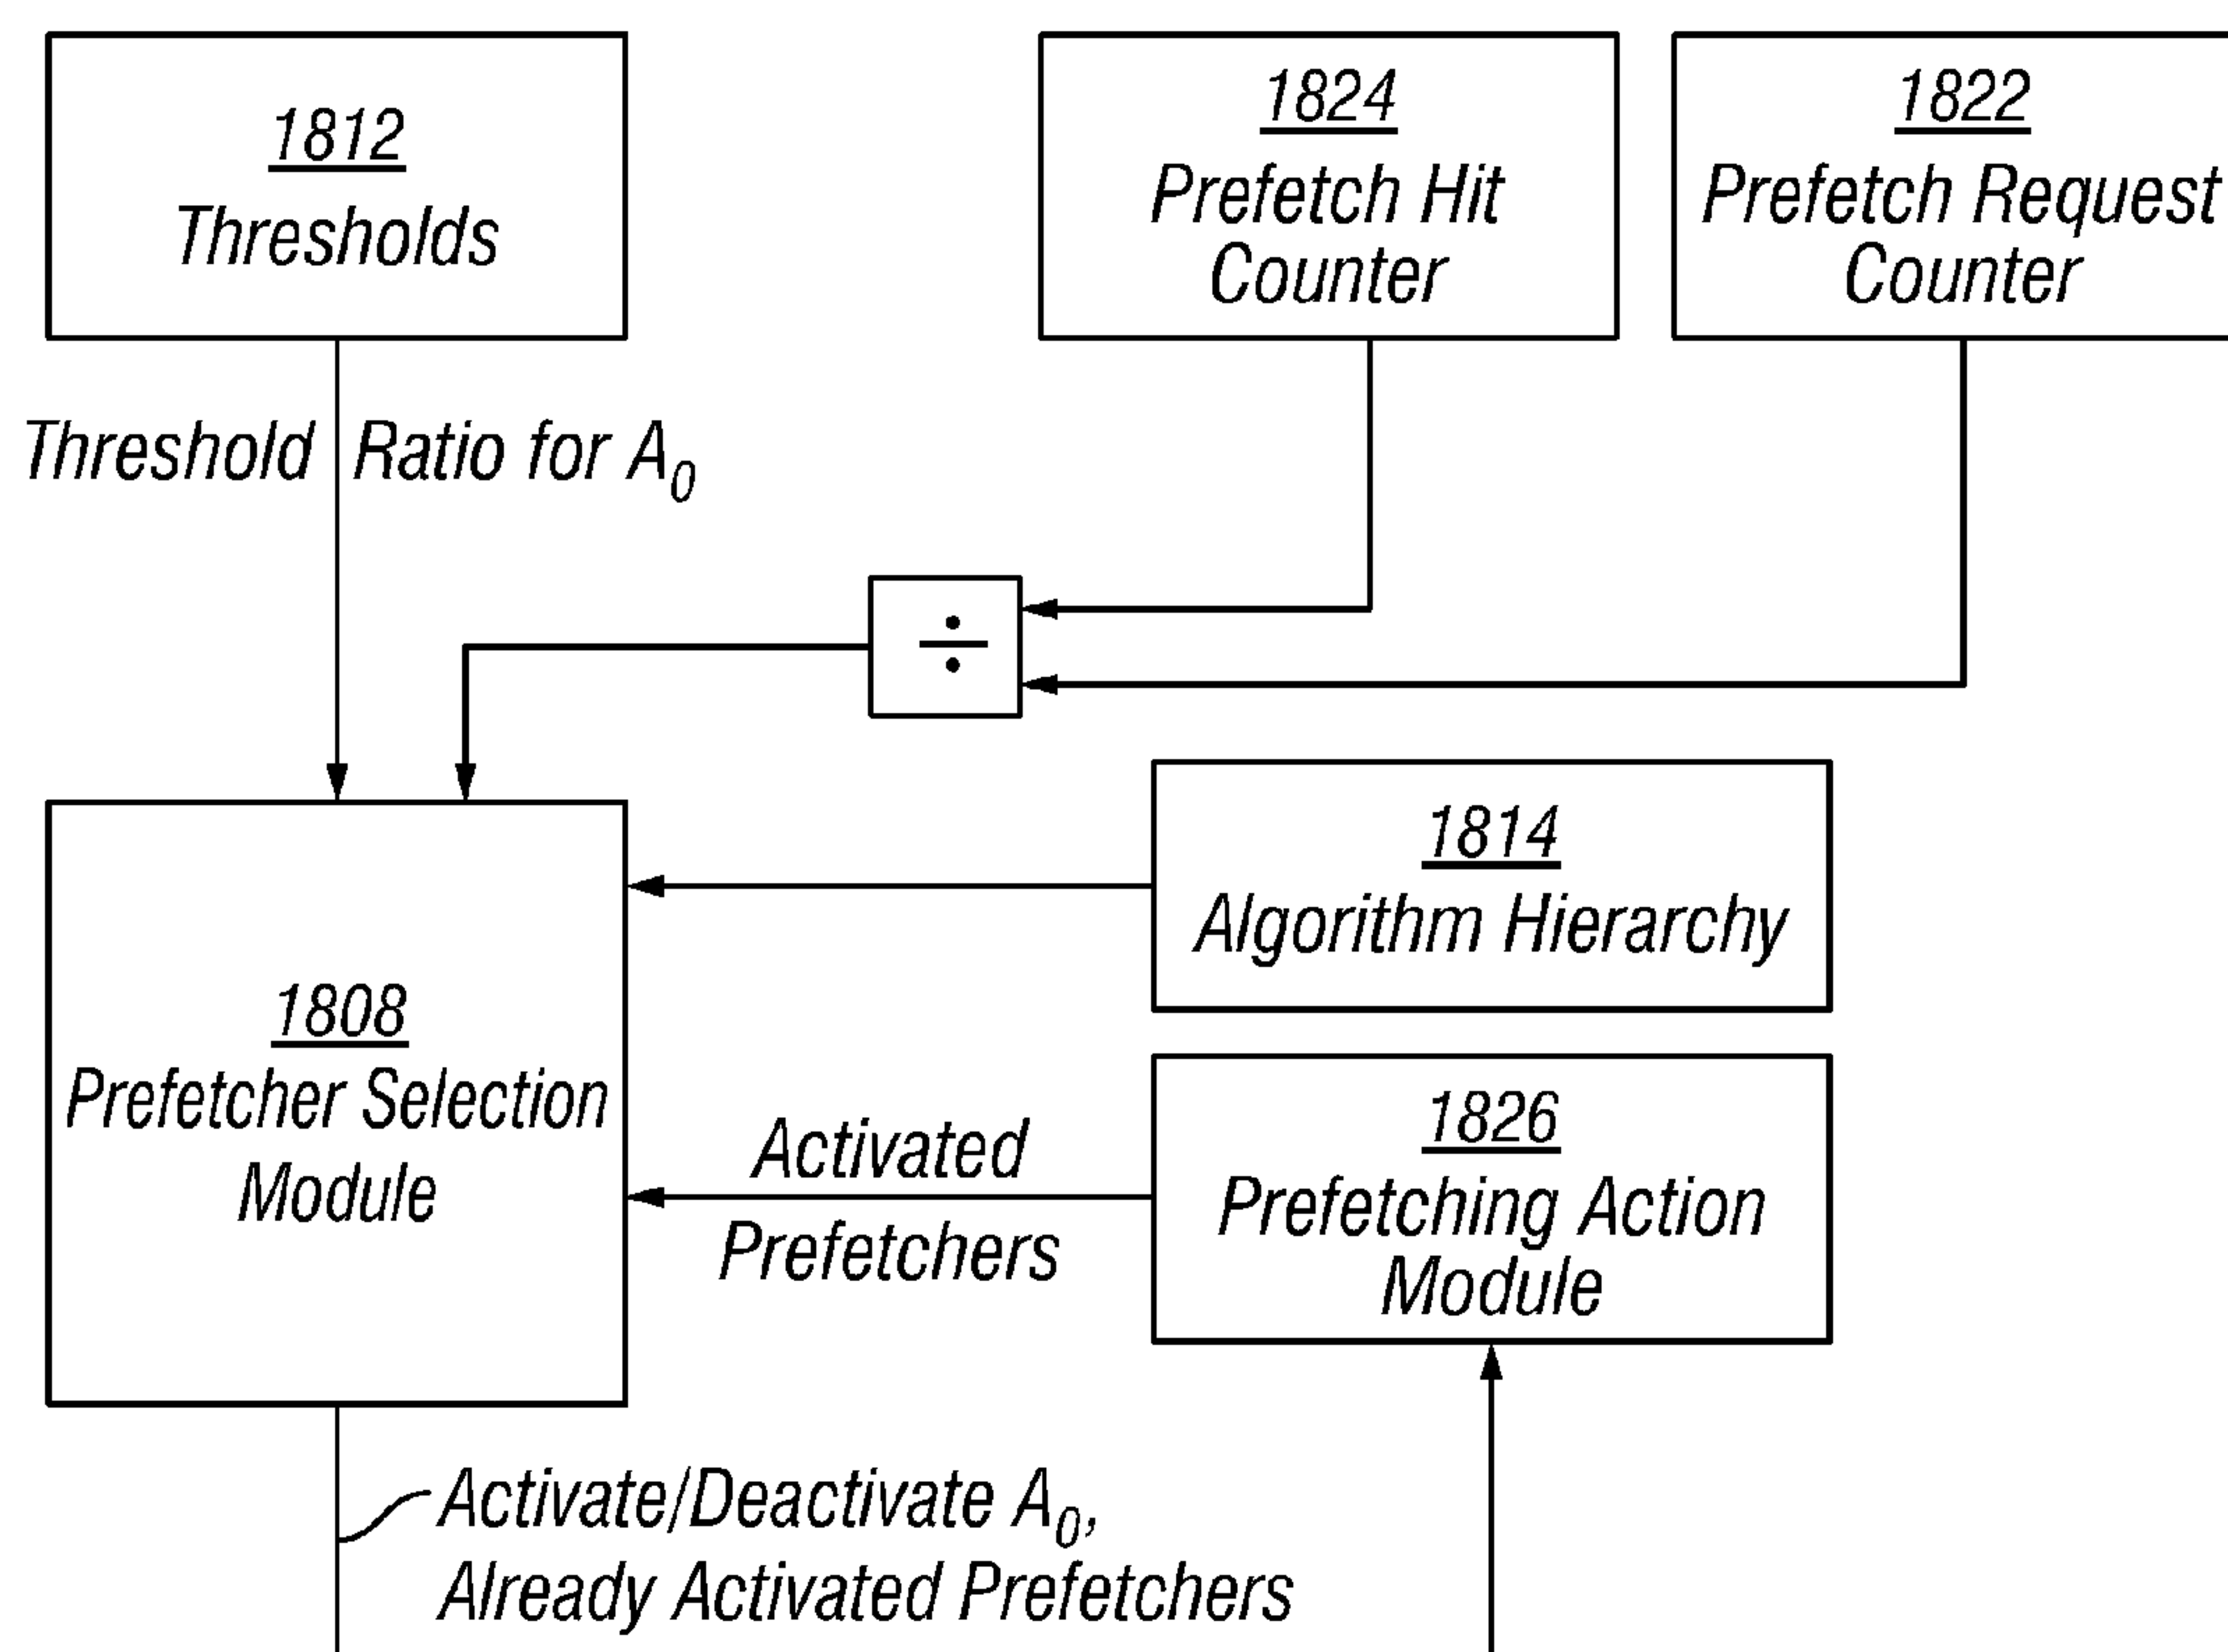 1812
Thresholds
1824
Prefetch Hit
Counter
1822
Prefetch Request
Counter
Threshold Ratio for A0
÷
1814
Algorithm Hierarchy
1808
Prefetcher Selection
Module
Activated
Prefetchers
1826
Prefetching Action
Module
Activate/Deactivate A0,
Already Activated Prefetchers